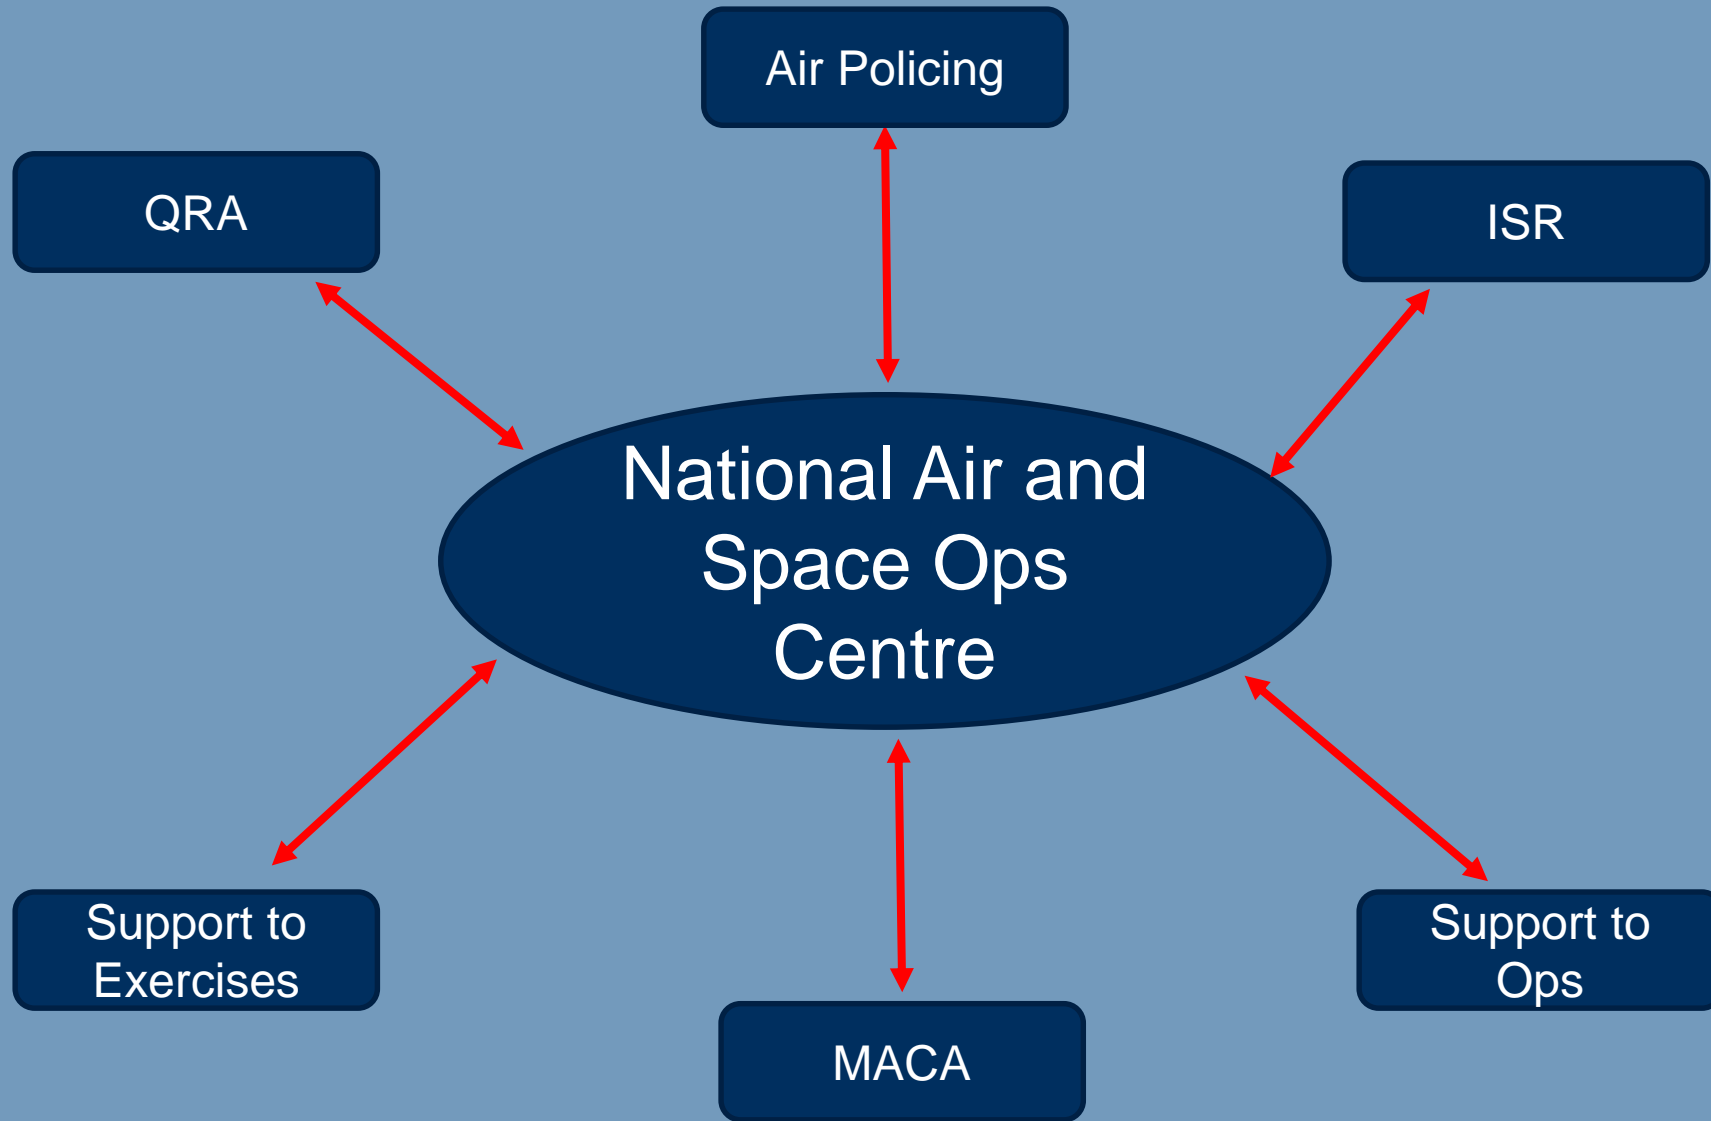 Air Policing
QRA
ISR
National Air and
Space Ops
Centre
Support to
Exercises
Support to
Ops
MACA